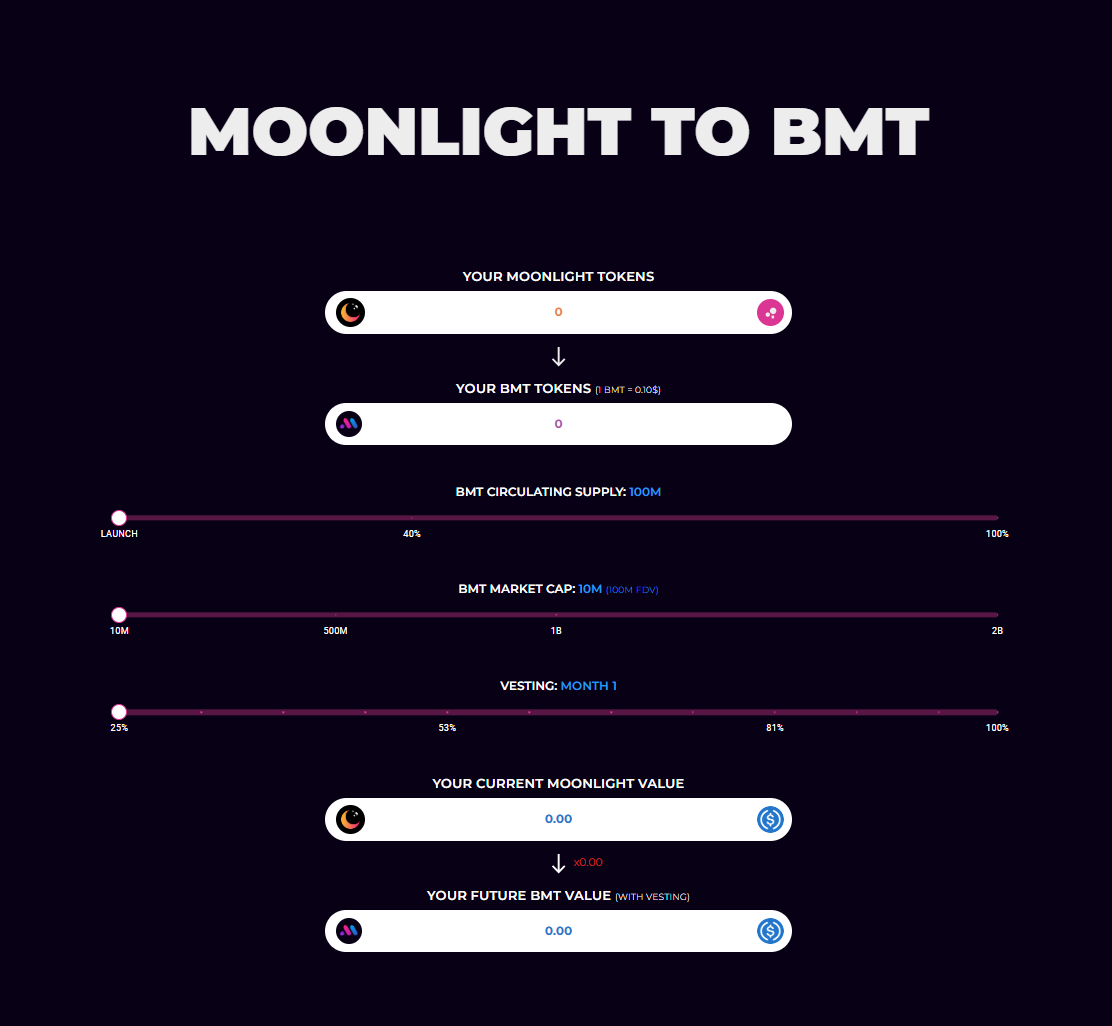 MOONLIGHT TO BMT
YOUR MOONLIGHT TOKENS
0
YOUR BMT TOKENS (1 BMT = 0.10$)
0
BMT CIRCULATING SUPPLY: 100M
LAUNCH 40% 100%
BMT MARKET CAP: 10M (100M FDV)
10M 500M 1B 2B
VESTING: MONTH 1
25% 53% 81% 100%
YOUR CURRENT MOONLIGHT VALUE
0.00
x0.00
YOUR FUTURE BMT VALUE (WITH VESTING)
0.00